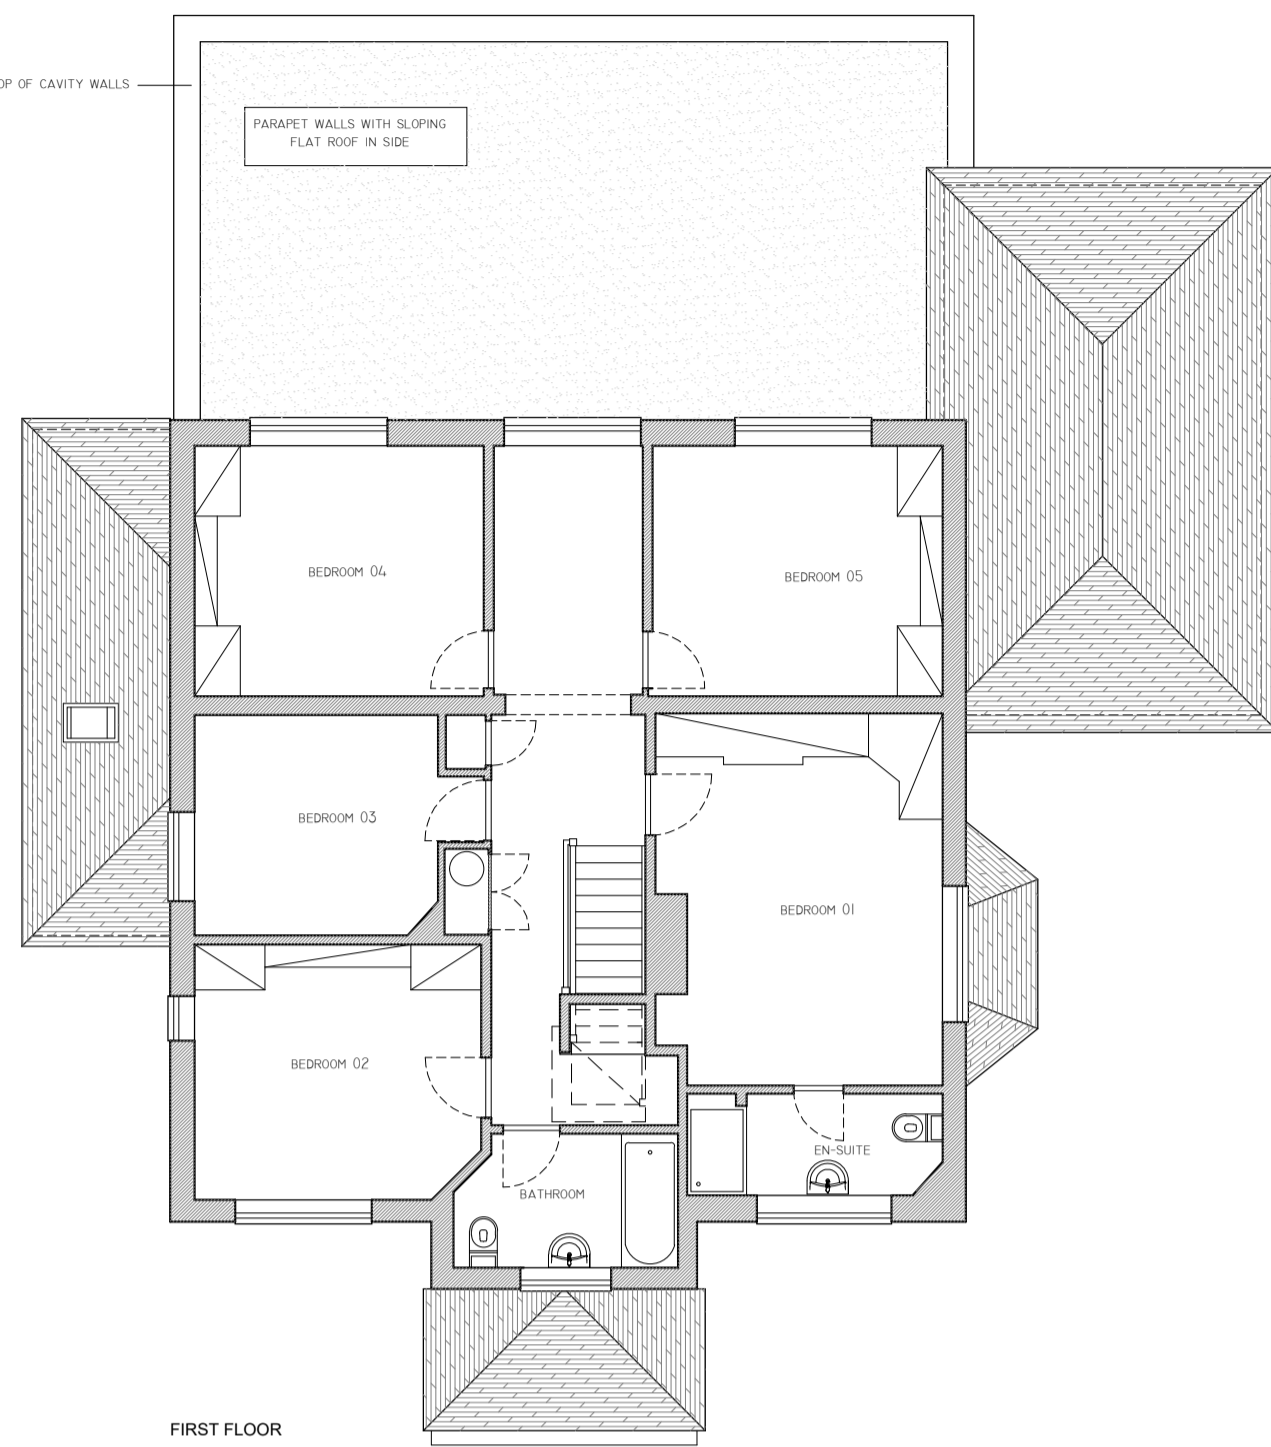 OP OF CAVITY WALLS
PARAPET WALLS WITH SLOPING
FLAT ROOF IN SIDE
BEDROOM 04
BEDROOM 05
BEDROOM 03
BEDROOM 01
BEDROOM 02
EN-SUITE
BATHROOM
FIRST FLOOR